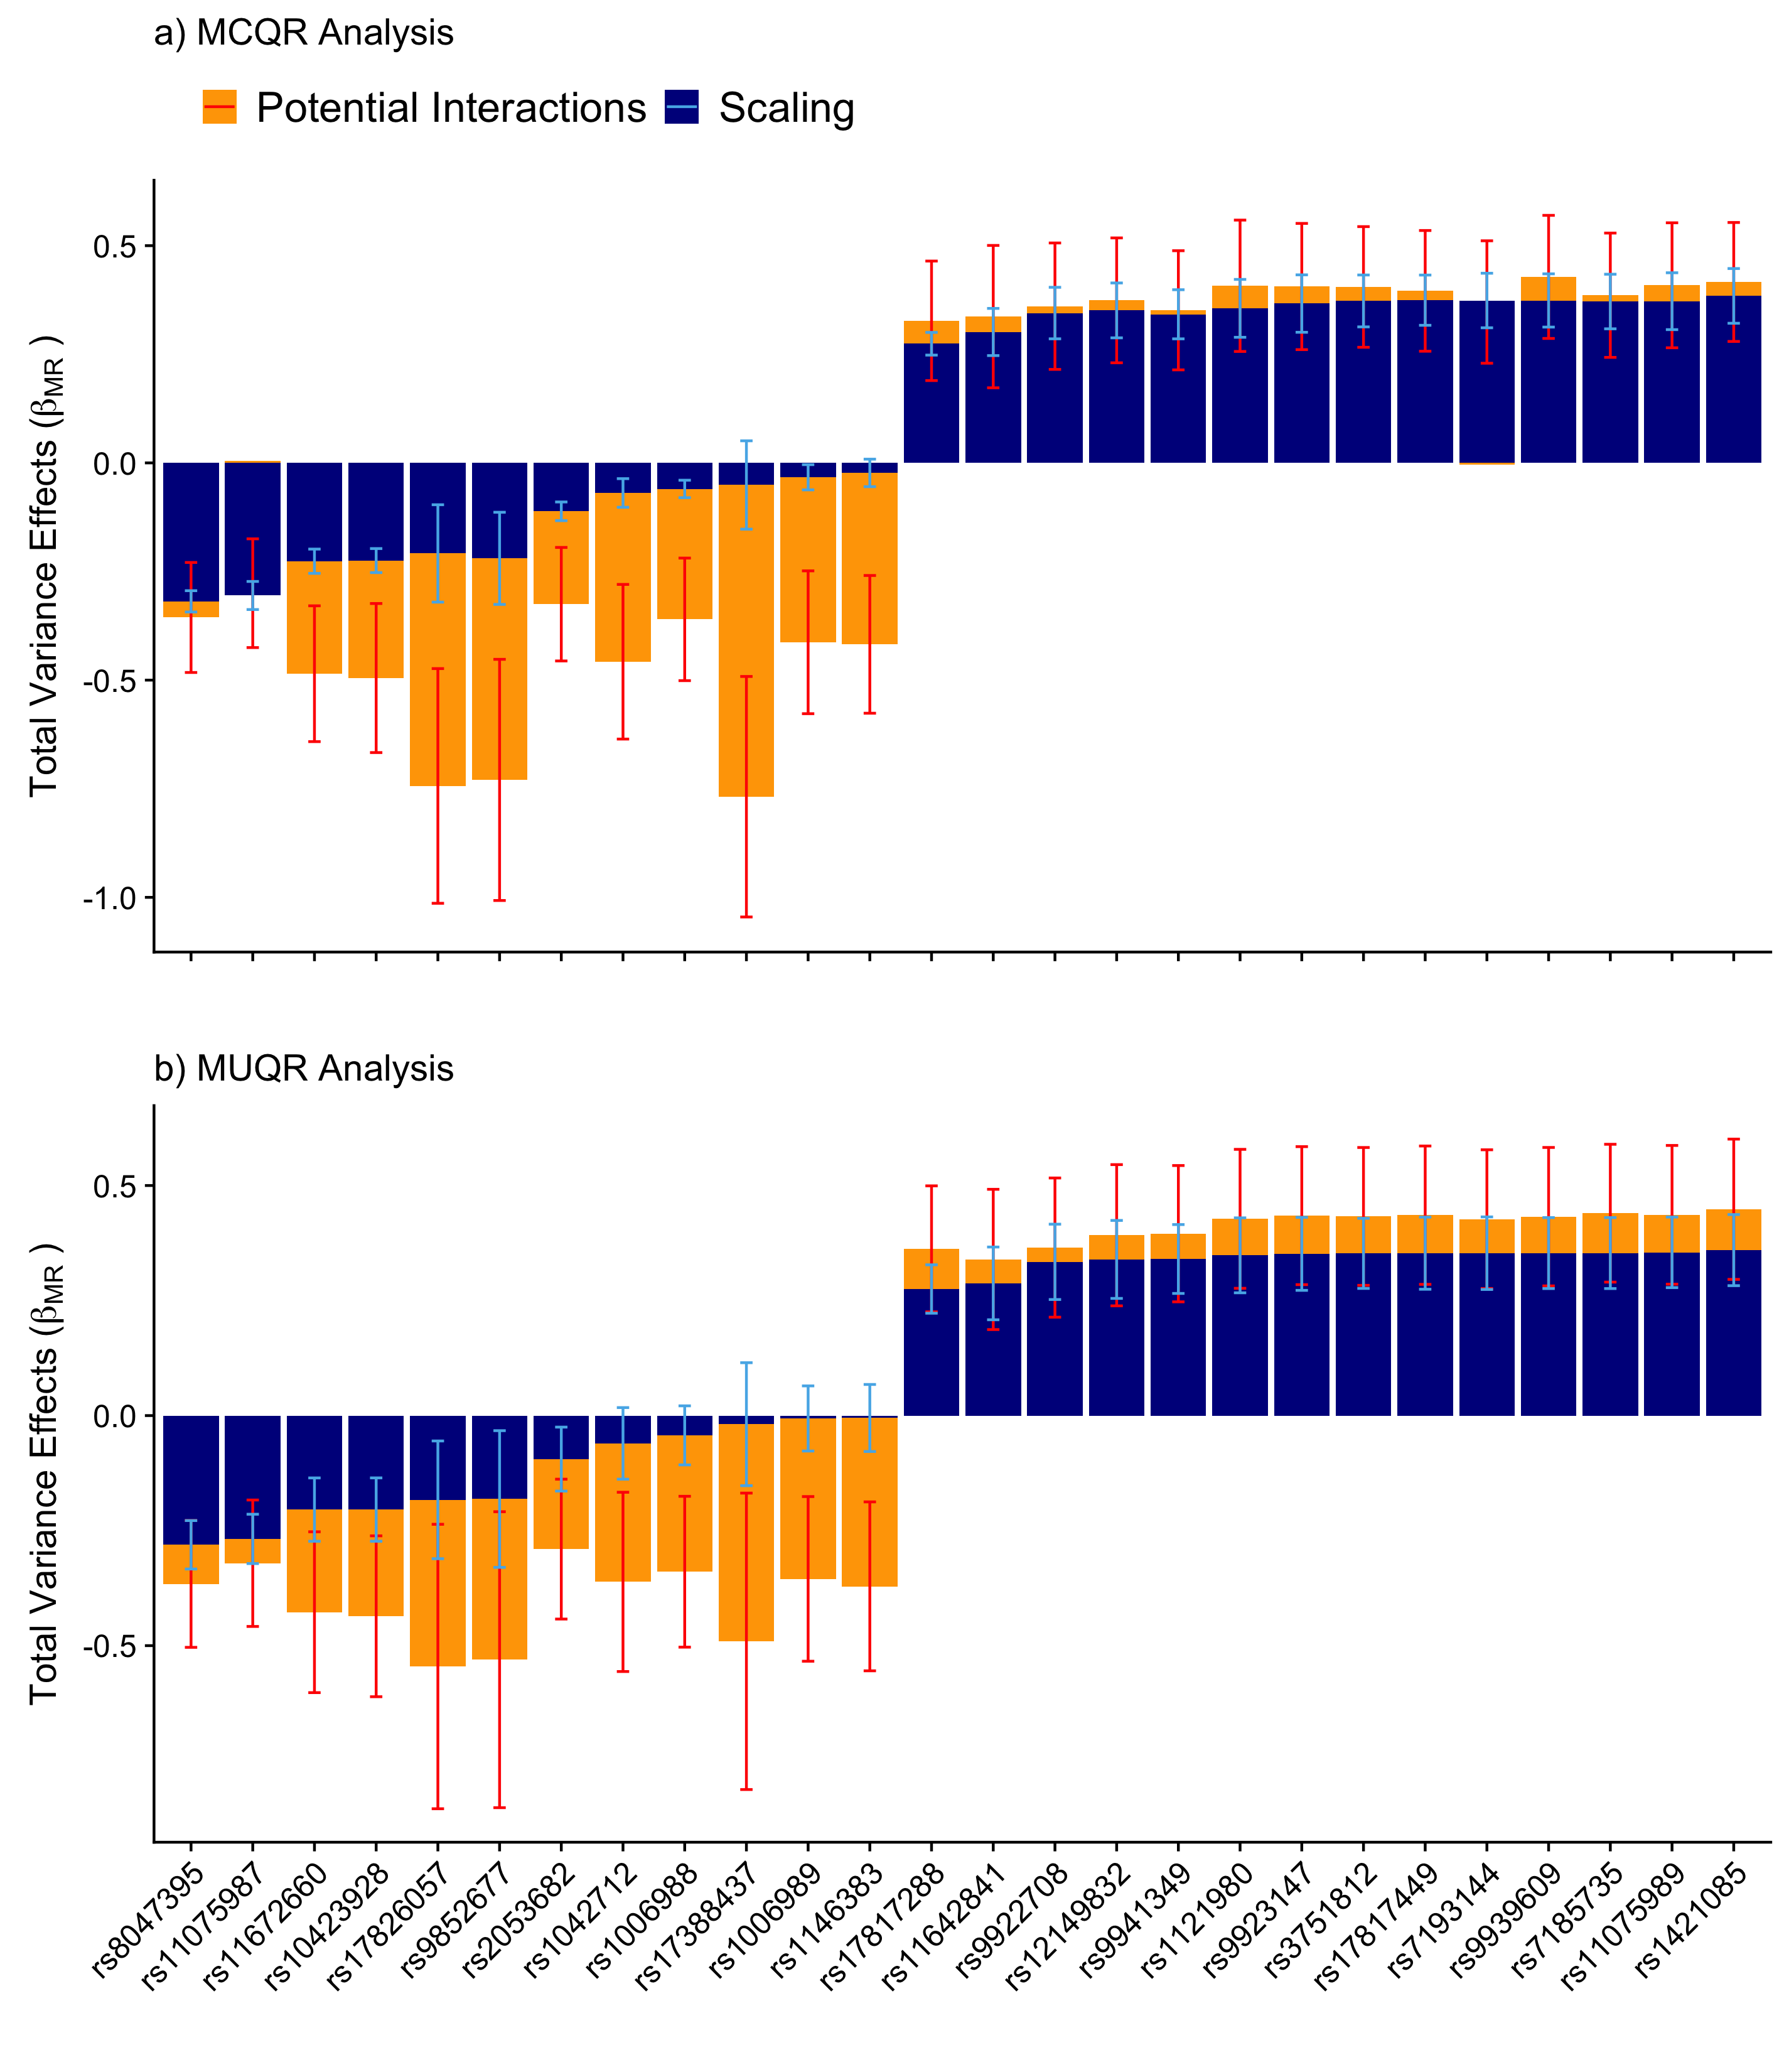 a) MCQR Analysis
Potential Interactions Scaling
Total Variance Effects (βMR)
0.5
0.0
-0.5
-1.0
b) MUQR Analysis
Total Variance Effects (βMR)
0.5
0.0
-0.5
rs8047395
rs11075987
rs11672660
rs10423928
rs17826057
rs9852677
rs2053682
rs1042712
rs1006988
rs17388437
rs1006989
rs1146383
rs17817288
rs11642841
rs9922708
rs12149832
rs9941349
rs1121980
rs9923147
rs3751812
rs17817449
rs7193144
rs9939609
rs7185735
rs11075989
rs1421085